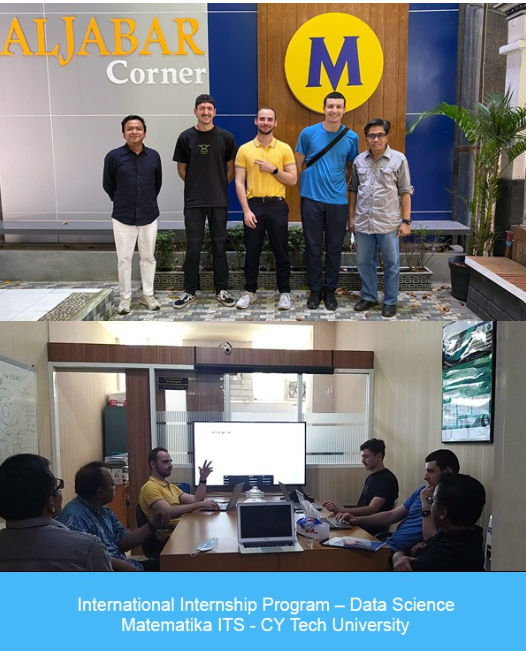 ALJABAR
Corner
M
International Internship Program – Data Science
Matematika ITS - CY Tech University